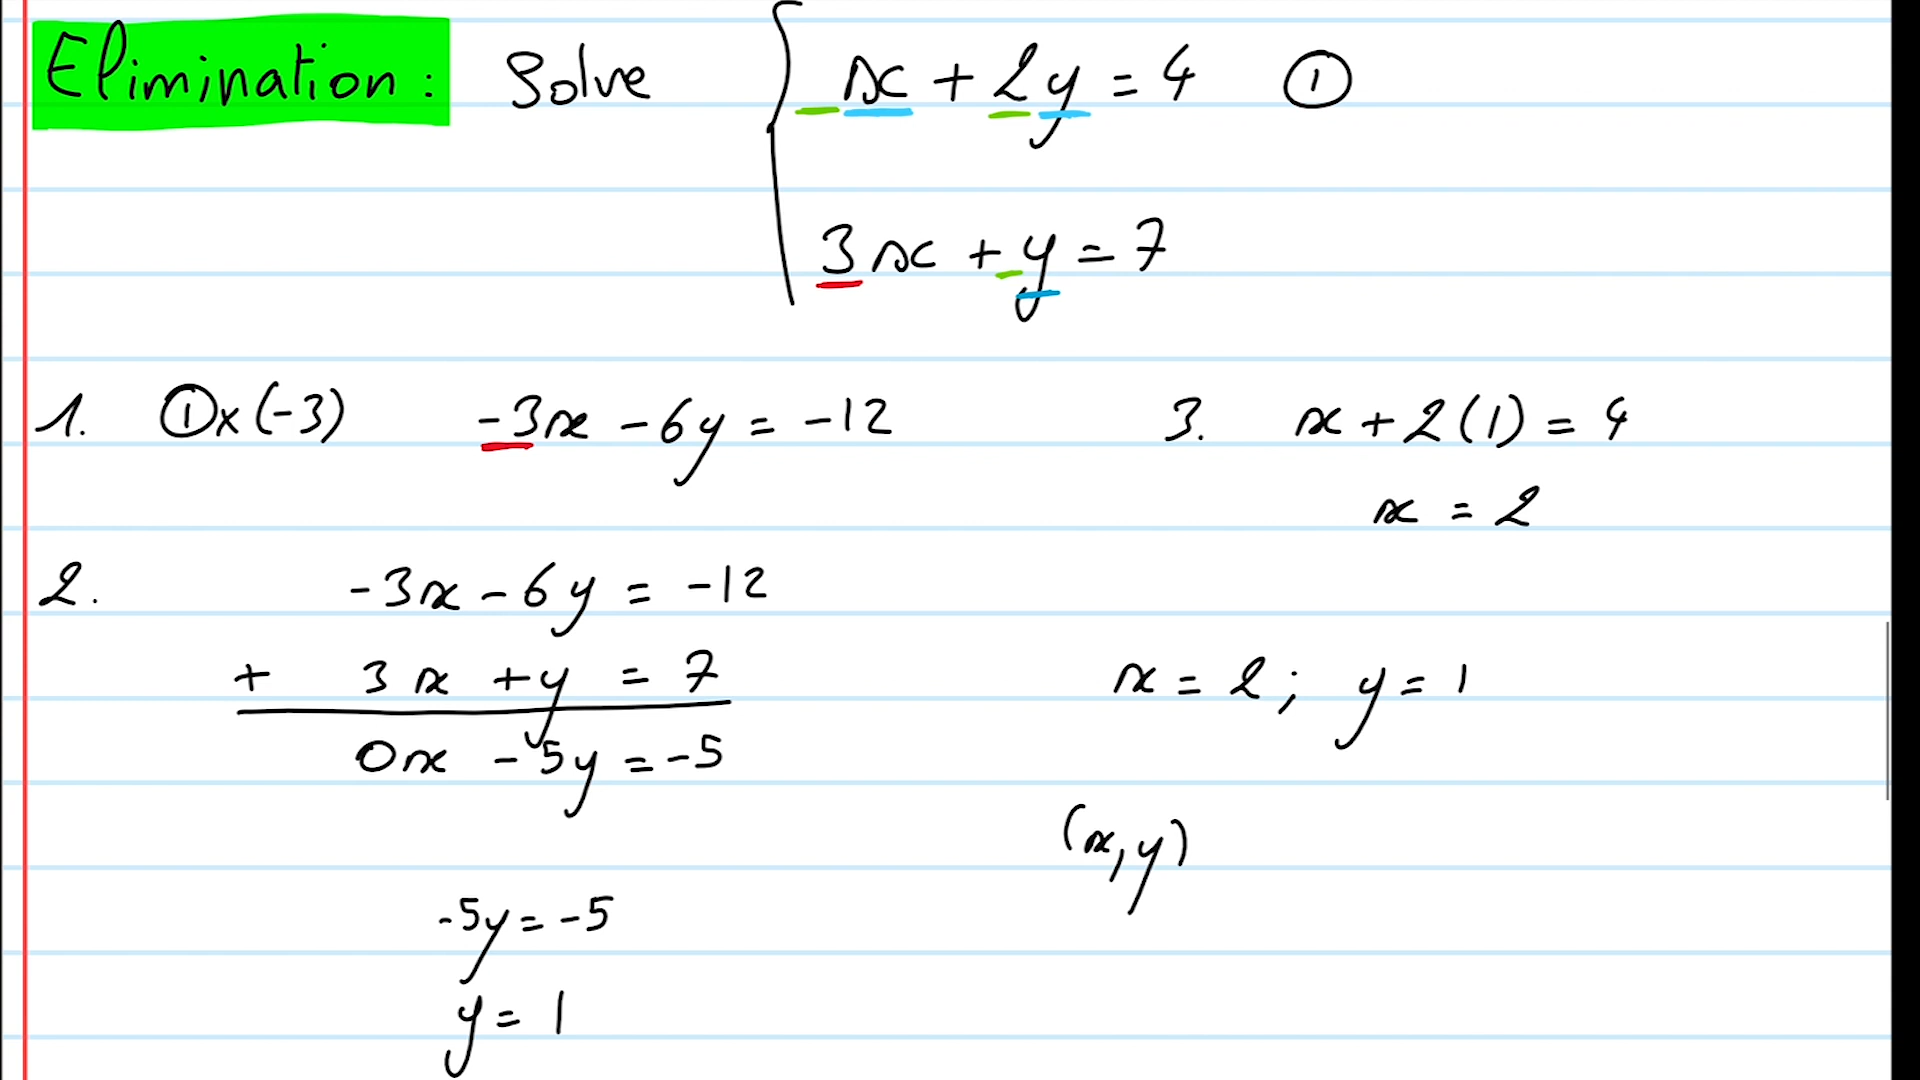 Elimination: Solve x + 2y = 4 ①
3x + y = 7
1. ①x(-3) -3x - 6y = -12
2. -3x - 6y = -12
+ 3x + y = 7
0x - 5y = -5
-5y = -5
y = 1
3. x + 2(1) = 4
x = 2
x = 2; y = 1
(x, y)